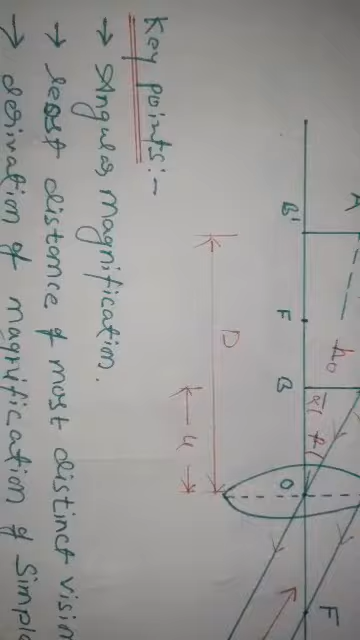 A
B'
F
B
O
F
h₀
D
u
Key points:-
→ Angular magnification.
→ least distance of most distinct vision
→ derivation of magnification of Simple